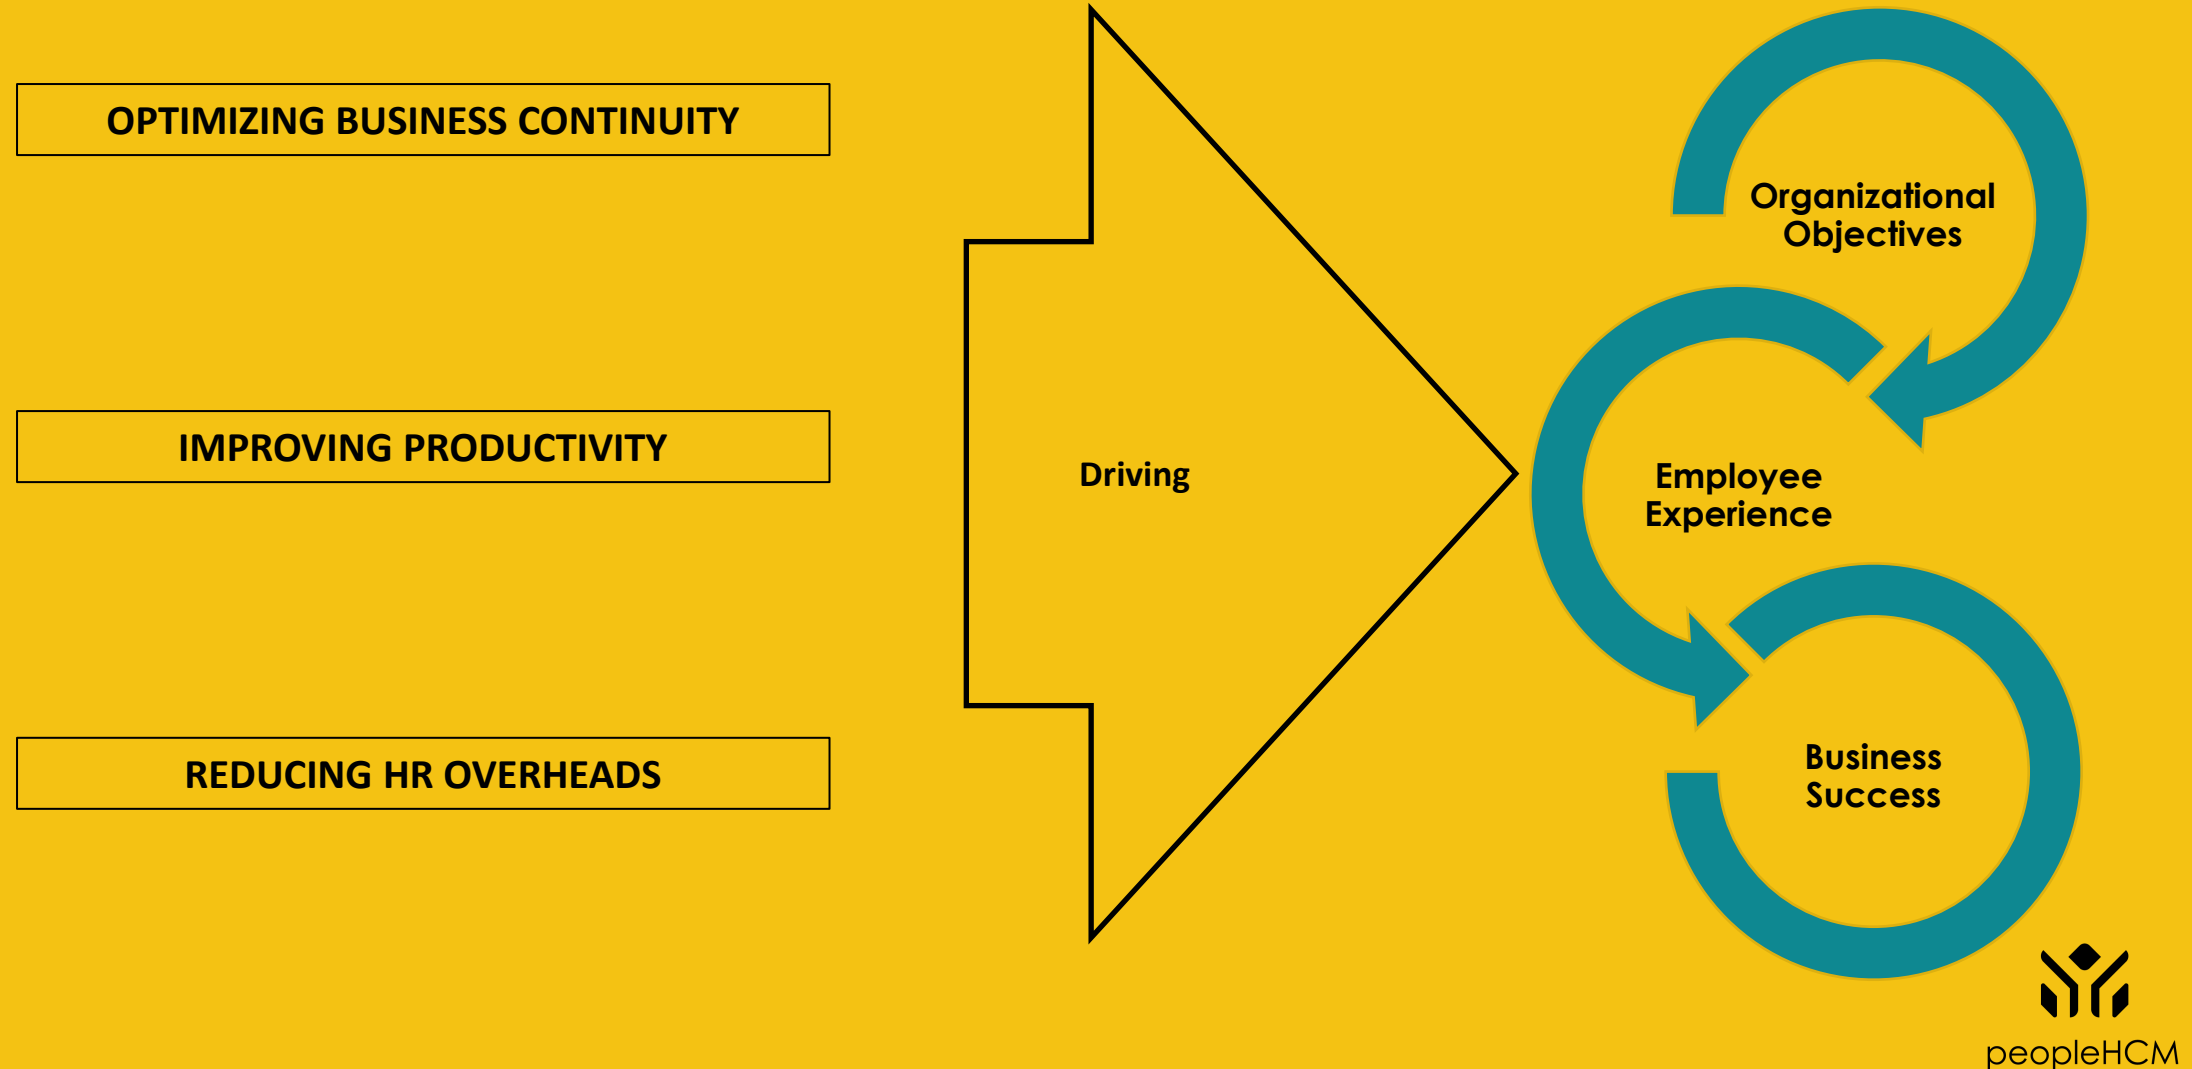 OPTIMIZING BUSINESS CONTINUITY
IMPROVING PRODUCTIVITY
REDUCING HR OVERHEADS
Driving
Organizational
Objectives
Employee
Experience
Business
Success
peopleHCM